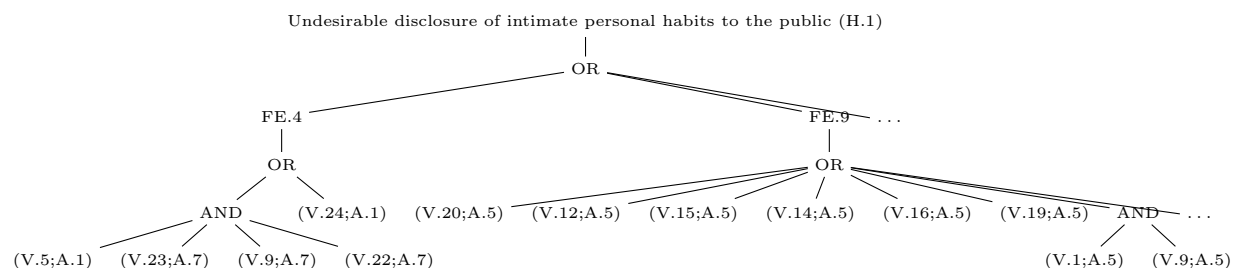 Undesirable disclosure of intimate personal habits to the public (H.1)
OR
FE.4 FE.9 ...
OR OR
AND (V.24;A.1) (V.20;A.5) (V.12;A.5) (V.15;A.5) (V.14;A.5) (V.16;A.5) (V.19;A.5) AND ...
(V.5;A.1) (V.23;A.7) (V.9;A.7) (V.22;A.7) (V.1;A.5) (V.9;A.5)